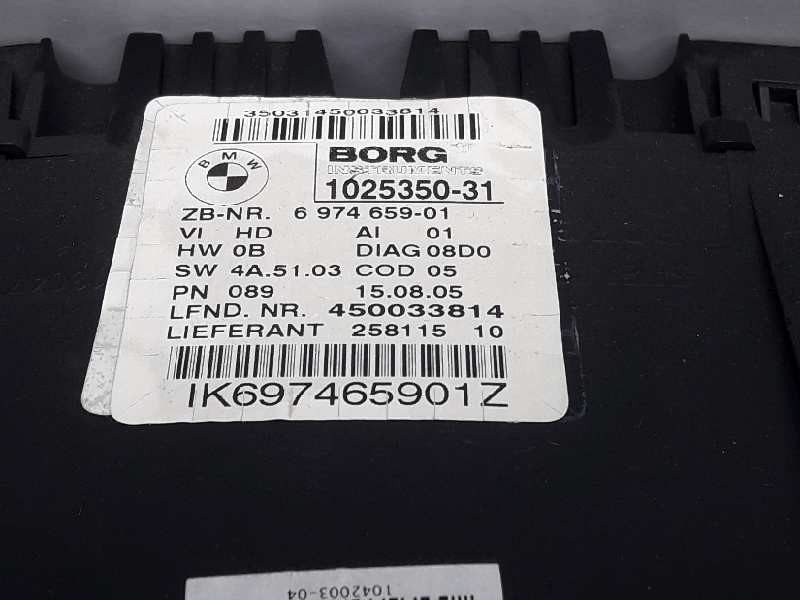 35031450033814
BMW
BORG
INSTRUMENTS
1025350-31
ZB-NR. 6 974 659-01
VI HD AI 01
HW 0B DIAG 08D0
SW 4A.51.03 COD 05
PN 089 15.08.05
LFND. NR. 450033814
LIEFERANT 258115 10
IK697465901Z
1042003-04